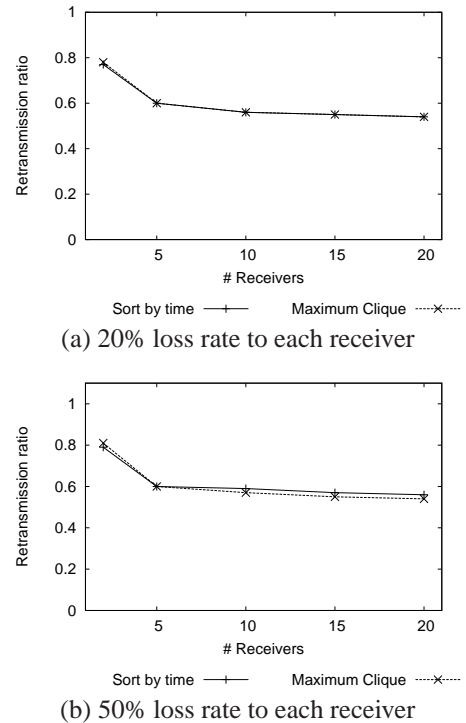 1
0.8
0.6
0.4
0.2
0
Retransmission ratio
5 10 15 20
# Receivers
Sort by time Maximum Clique
(a) 20% loss rate to each receiver
1
0.8
0.6
0.4
0.2
0
Retransmission ratio
5 10 15 20
# Receivers
Sort by time Maximum Clique
(b) 50% loss rate to each receiver